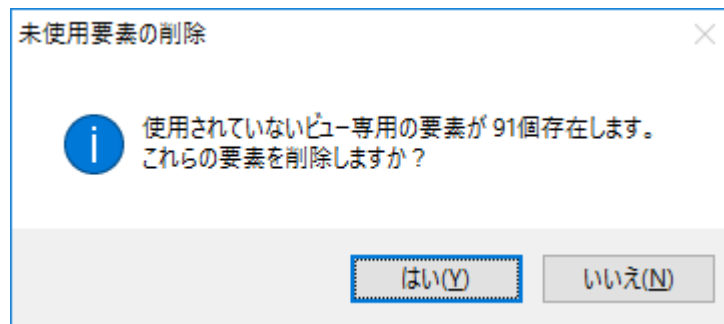 未使用要素の削除
使用されていないビュー専用の要素が 91個存在します。
これらの要素を削除しますか？
はい(Y)
いいえ(N)